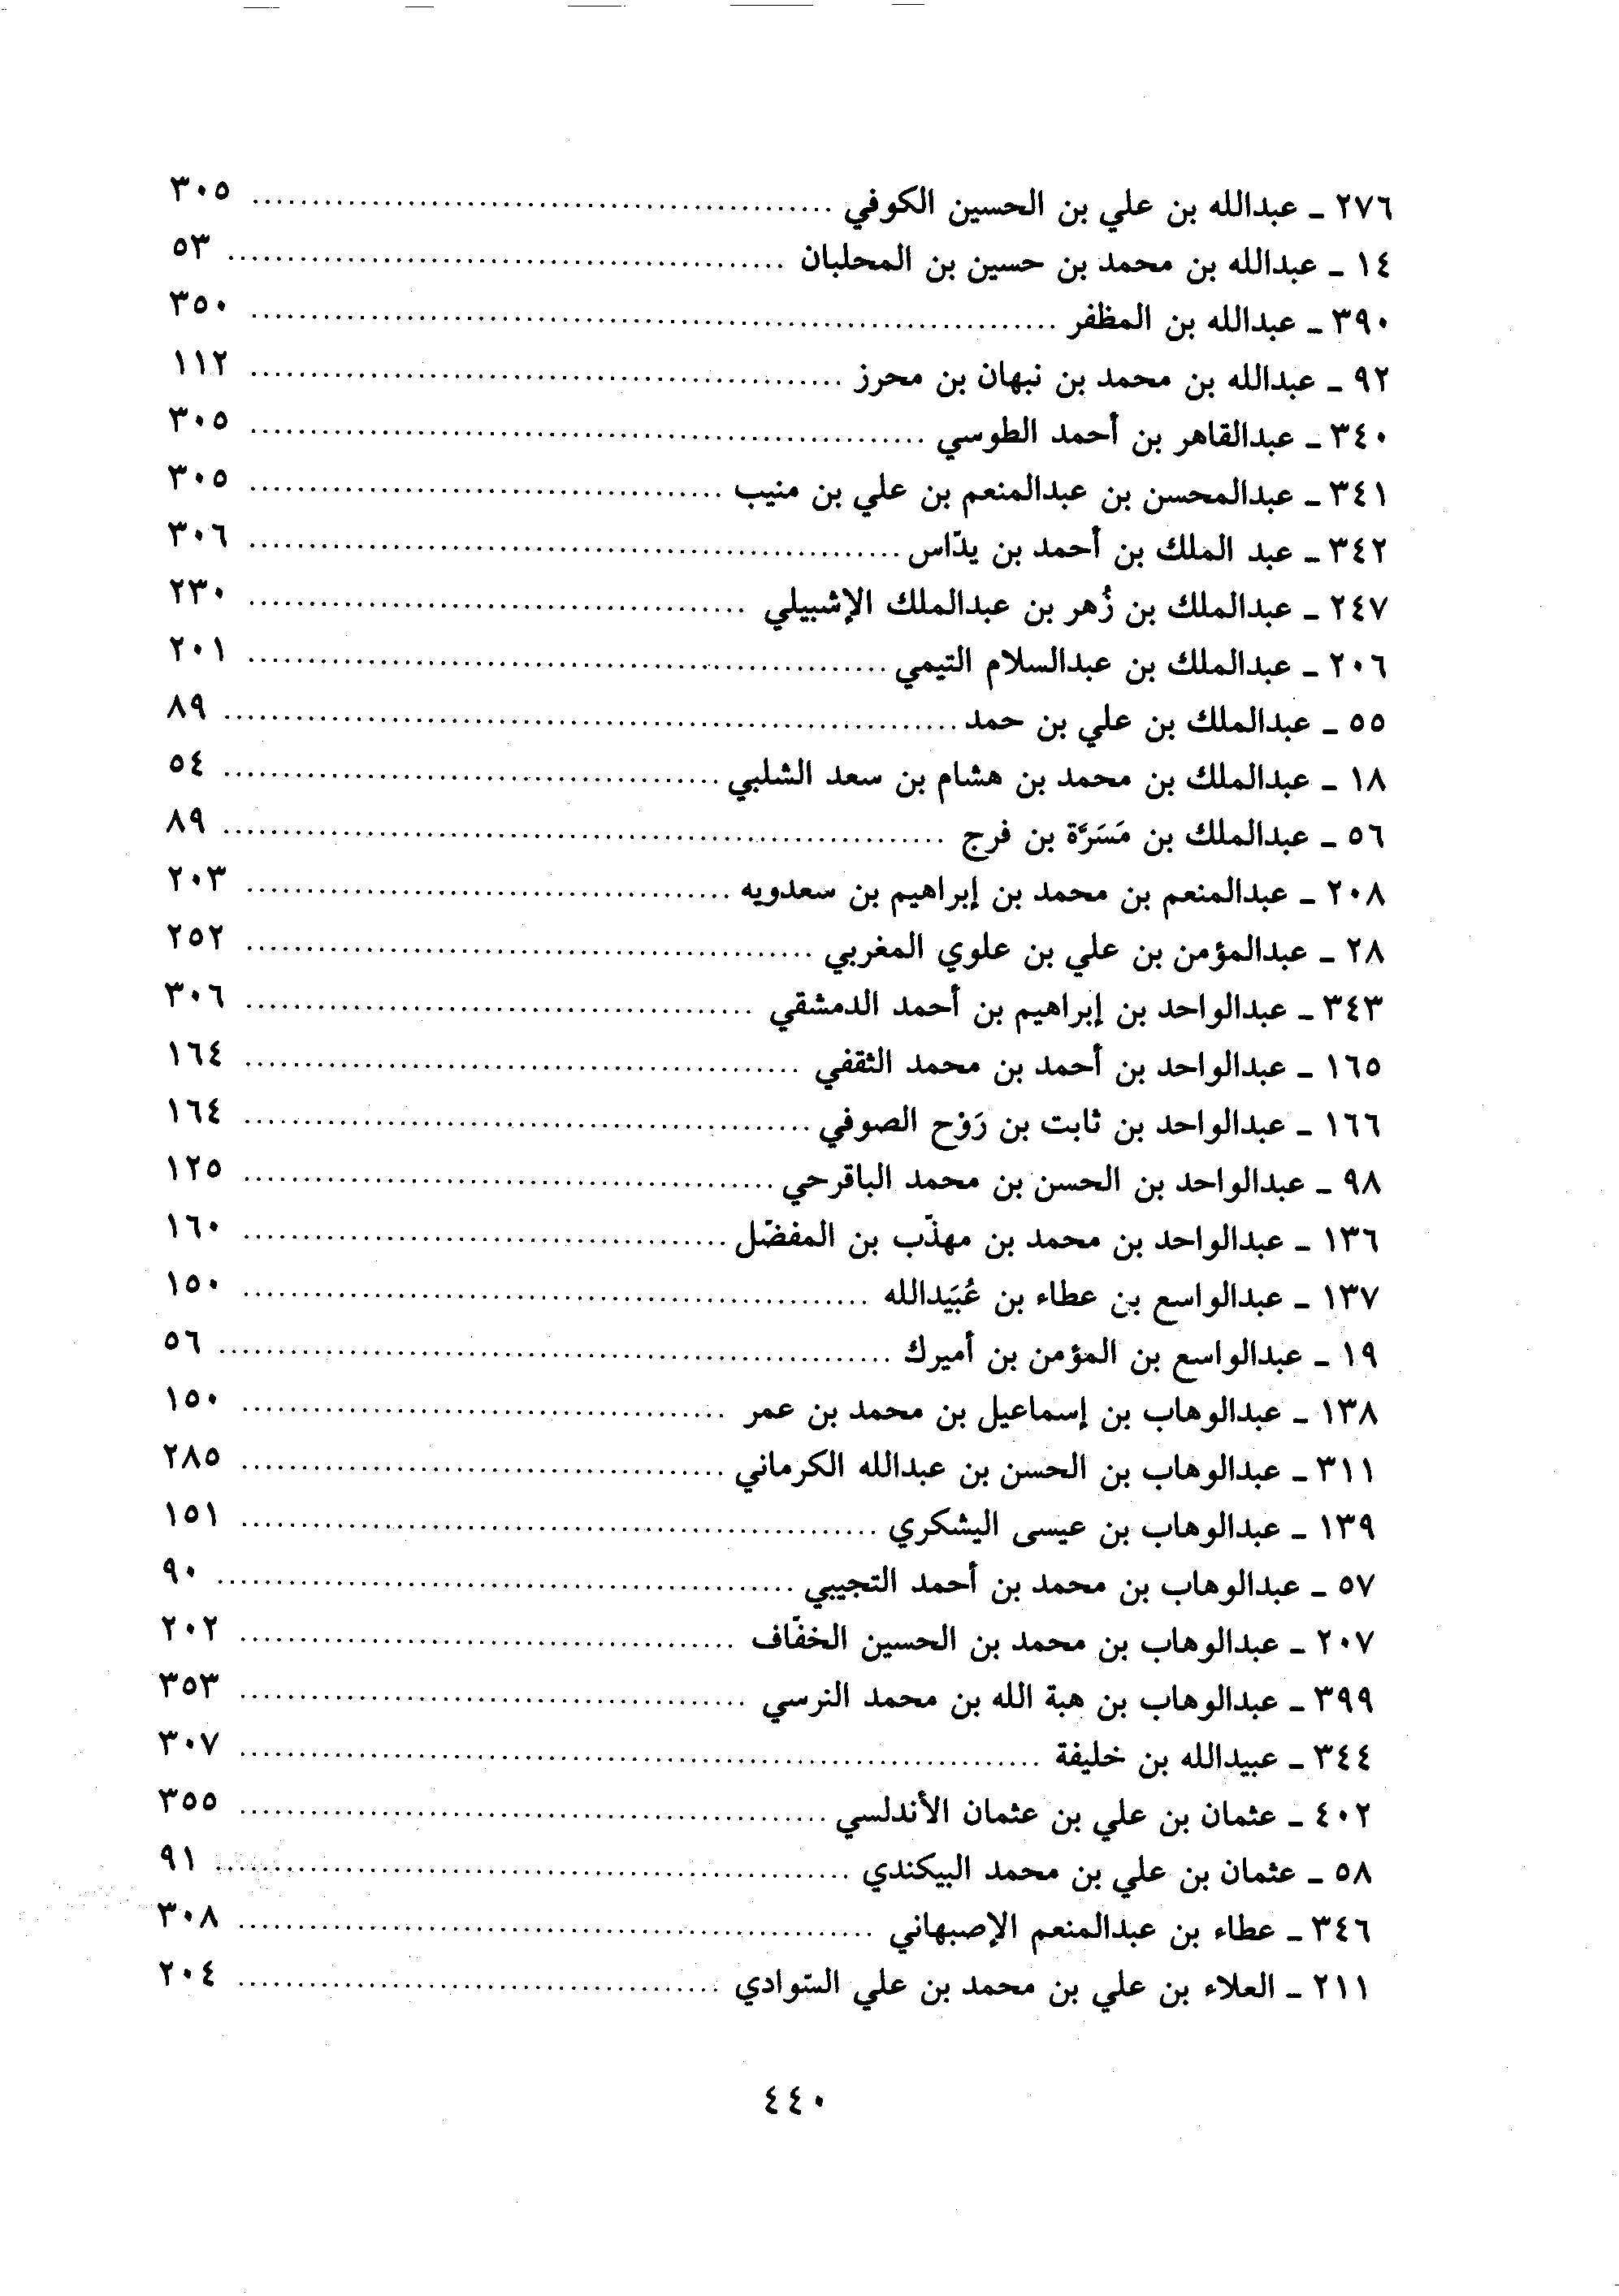 ٢٧٦ ـ عبدالله بن علي بن الحسين الكوفي ................ ٣٠٥
١٤ ـ عبدالله بن محمد بن حسين بن المحلبان ................ ٥٣
٣٩٠ ـ عبدالله بن المظفر ................ ٣٥٠
٩٢ ـ عبدالله بن محمد بن نبهان بن محرز ................ ١١٢
٣٤٠ ـ عبدالقاهر بن أحمد الطوسي ................ ٣٠٥
٣٤١ ـ عبدالمحسن بن عبدالمنعم بن علي بن منيب ................ ٣٠٥
٣٤٢ ـ عبد الملك بن أحمد بن يدّاس ................ ٣٠٦
٢٤٧ ـ عبدالملك بن زُهر بن عبدالملك الإشبيلي ................ ٢٣٠
٢٠٦ ـ عبدالملك بن عبدالسلام التيمي ................ ٢٠١
٥٥ ـ عبدالملك بن علي بن حمد ................ ٨٩
١٨ ـ عبدالملك بن محمد بن هشام بن سعد الشلبي ................ ٥٤
٥٦ ـ عبدالملك بن مَسَرَّة بن فرج ................ ٨٩
٢٠٨ ـ عبدالمنعم بن محمد بن إبراهيم بن سعدويه ................ ٢٠٣
٢٨ ـ عبدالمؤمن بن علي بن علوي المغربي ................ ٢٥٢
٣٤٣ ـ عبدالواحد بن إبراهيم بن أحمد الدمشقي ................ ٣٠٦
١٦٥ ـ عبدالواحد بن أحمد بن محمد الثقفي ................ ١٦٤
١٦٦ ـ عبدالواحد بن ثابت بن رَوْح الصوفي ................ ١٦٤
٩٨ ـ عبدالواحد بن الحسن بن محمد الباقرحي ................ ١٢٥
١٣٦ ـ عبدالواحد بن محمد بن مهذّب بن المفضّل ................ ١٦٠
١٣٧ ـ عبدالواسع بن عطاء بن عُبَيدالله ................ ١٥٠
١٩ ـ عبدالواسع بن المؤمن بن أميرك ................ ٥٦
١٣٨ ـ عبدالوهاب بن إسماعيل بن محمد بن عمر ................ ١٥٠
٣١١ ـ عبدالوهاب بن الحسن بن عبدالله الكرماني ................ ٢٨٥
١٣٩ ـ عبدالوهاب بن عيسى اليشكري ................ ١٥١
٥٧ ـ عبدالوهاب بن محمد بن أحمد التجيبي ................ ٩٠
٢٠٧ ـ عبدالوهاب بن محمد بن الحسين الخفّاف ................ ٢٠٢
٣٩٩ ـ عبدالوهاب بن هبة الله بن محمد النرسي ................ ٣٥٣
٣٤٤ ـ عبيدالله بن خليفة ................ ٣٠٧
٤٠٢ ـ عثمان بن علي بن عثمان الأندلسي ................ ٣٥٥
٥٨ ـ عثمان بن علي بن محمد البيكندي ................ ٩١
٣٤٦ ـ عطاء بن عبدالمنعم الإصبهاني ................ ٣٠٨
٢١١ ـ العلاء بن علي بن محمد بن علي السّوادي ................ ٢٠٤
٤٤٠